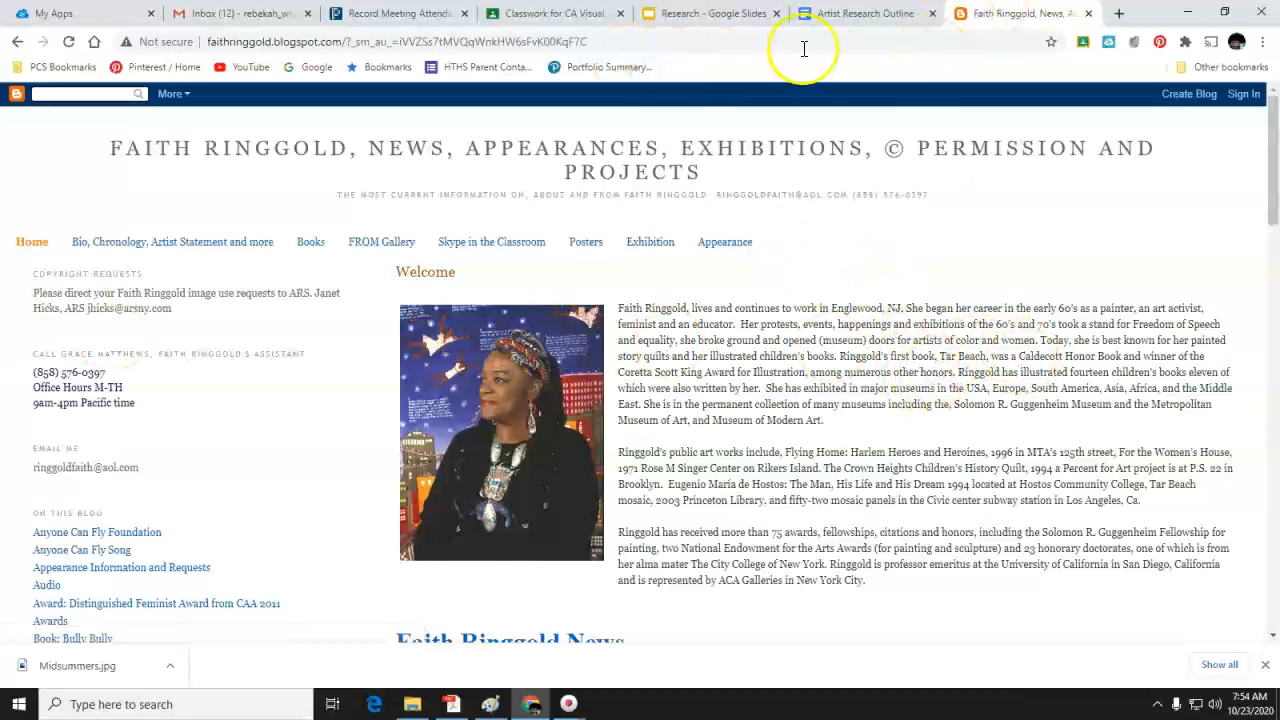 Record Meeting Attenda
Inbox (12) - rebekah_w
Classwork for CA Visual
Research - Google Slides
Artist Research Outline -
Faith Ringgold, News, A
Not secure
faithringgold.blogspot.com/?_sm_au_=iVVZSs7tMVQqWnkHW6sFvK00KqF7C
PCS Bookmarks
Pinterest / Home
YouTube
Google
Bookmarks
HTHS Parent Conta...
Portfolio Summary...
Other bookmarks
More
Create Blog
Sign In
FAITH RINGGOLD, NEWS, APPEARANCES, EXHIBITIONS, © PERMISSION AND
PROJECTS
THE MOST CURRENT INFORMATION ON, ABOUT AND FROM FAITH RINGGOLD RINGGOLDFAITH@AOL.COM (858) 576-0397
Home
Bio, Chronology, Artist Statement and more
Books
FROM Gallery
Skype in the Classroom
Posters
Exhibition
Appearance
COPYRIGHT REQUESTS
Please direct your Faith Ringgold image use requests to ARS. Janet
Hicks, ARS jhicks@arsny.com
CALL GRACE MATTHEWS, FAITH RINGGOLD'S ASSISTANT
(858) 576-0397
Office Hours M-TH
9am-4pm Pacific time
EMAIL ME
ringgoldfaith@aol.com
ON THIS BLOG
Anyone Can Fly Foundation
Anyone Can Fly Song
Appearance Information and Requests
Audio
Award: Distinguished Feminist Award from CAA 2011
Awards
Book: Bully Bully
Welcome
Faith Ringgold, lives and continues to work in Englewood, NJ. She began her career in the early 60's as a painter, an art activist,
feminist and an educator. Her protests, events, happenings and exhibitions of the 60's and 70's took a stand for Freedom of Speech
and equality, she broke ground and opened (museum) doors for artists of color and women. Today, she is best known for her painted
story quilts and her illustrated children's books. Ringgold's first book, Tar Beach, was a Caldecott Honor Book and winner of the
Coretta Scott King Award for Illustration, among numerous other honors. Ringgold has illustrated fourteen children's books eleven of
which were also written by her. She has exhibited in major museums in the USA, Europe, South America, Asia, Africa, and the Middle
East. She is in the permanent collection of many museums including the, Solomon R. Guggenheim Museum and the Metropolitan
Museum of Art, and Museum of Modern Art.
Ringgold's public art works include, Flying Home: Harlem Heroes and Heroines, 1996 in MTA's 125th street, For the Women's House,
1971 Rose M Singer Center on Rikers Island. The Crown Heights Children's History Quilt, 1994 a Percent for Art project is at P.S. 22 in
Brooklyn. Eugenio María de Hostos: The Man, His Life and His Dream 1994 located at Hostos Community College, Tar Beach
mosaic, 2003 Princeton Library, and fifty-two mosaic panels in the Civic center subway station in Los Angeles, Ca.
Ringgold has received more than 75 awards, fellowships, citations and honors, including the Solomon R. Guggenheim Fellowship for
painting, two National Endowment for the Arts Awards (for painting and sculpture) and 23 honorary doctorates, one of which is from
her alma mater The City College of New York. Ringgold is professor emeritus at the University of California in San Diego, California
and is represented by ACA Galleries in New York City.
Faith Ringgold News
Midsummers.jpg
Show all
Type here to search
7:54 AM
10/23/2020